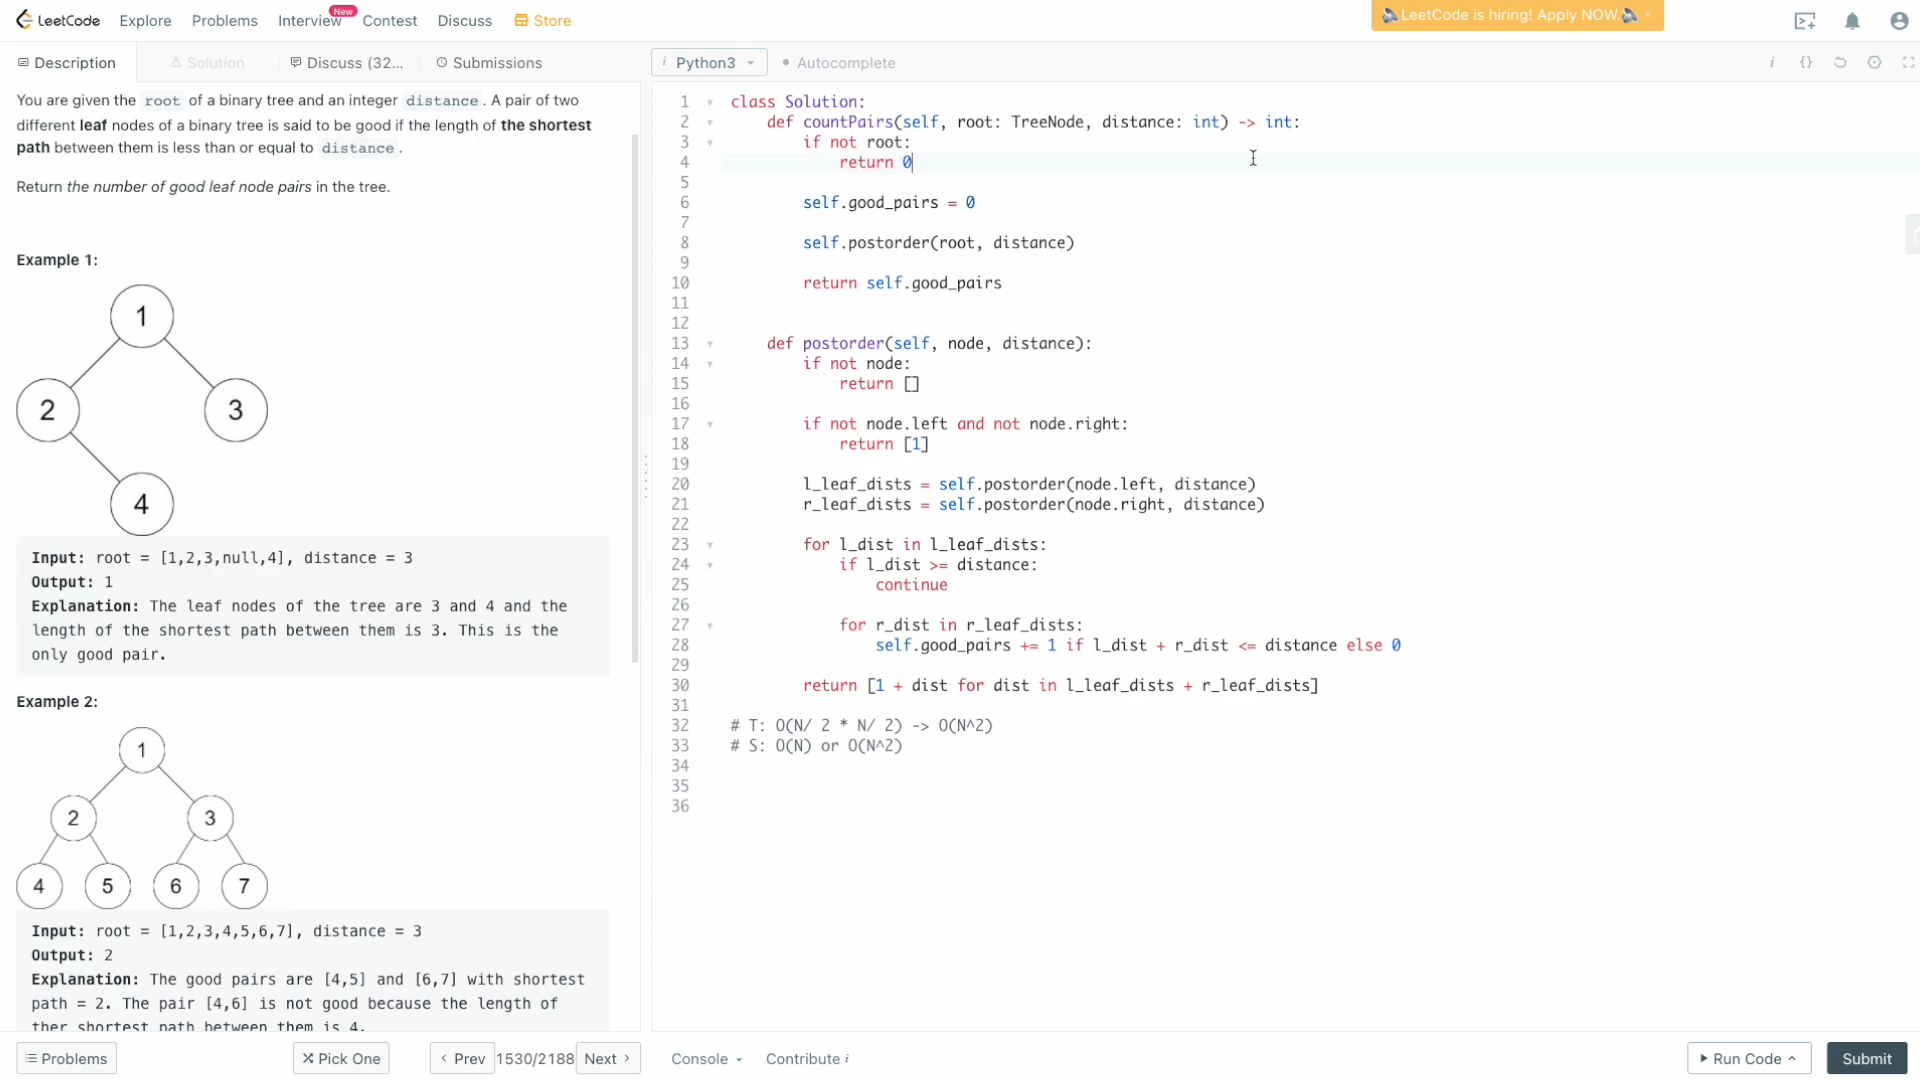 LeetCode Explore Problems Interview New Contest Discuss Store LeetCode is hiring! Apply NOW. ×
Description Solution Discuss (32... Submissions
You are given the root of a binary tree and an integer distance. A pair of two
different leaf nodes of a binary tree is said to be good if the length of the shortest
path between them is less than or equal to distance.
Return the number of good leaf node pairs in the tree.
Example 1:
1
2 3
4
Input: root = [1,2,3,null,4], distance = 3
Output: 1
Explanation: The leaf nodes of the tree are 3 and 4 and the
length of the shortest path between them is 3. This is the
only good pair.
Example 2:
1
2 3
4 5 6 7
Input: root = [1,2,3,4,5,6,7], distance = 3
Output: 2
Explanation: The good pairs are [4,5] and [6,7] with shortest
path = 2. The pair [4,6] is not good because the length of
ther shortest path between them is 4.
i Python3 Autocomplete i {}
1 class Solution:
2 def countPairs(self, root: TreeNode, distance: int) -> int:
3 if not root:
4 return 0
5
6 self.good_pairs = 0
7
8 self.postorder(root, distance)
9
10 return self.good_pairs
11
12
13 def postorder(self, node, distance):
14 if not node:
15 return []
16
17 if not node.left and not node.right:
18 return [1]
19
20 l_leaf_dists = self.postorder(node.left, distance)
21 r_leaf_dists = self.postorder(node.right, distance)
22
23 for l_dist in l_leaf_dists:
24 if l_dist >= distance:
25 continue
26
27 for r_dist in r_leaf_dists:
28 self.good_pairs += 1 if l_dist + r_dist <= distance else 0
29
30 return [1 + dist for dist in l_leaf_dists + r_leaf_dists]
31
32 # T: O(N/ 2 * N/ 2) -> O(N^2)
33 # S: O(N) or O(N^2)
34
35
36
Problems Pick One Prev 1530/2188 Next Console Contribute i Run Code Submit